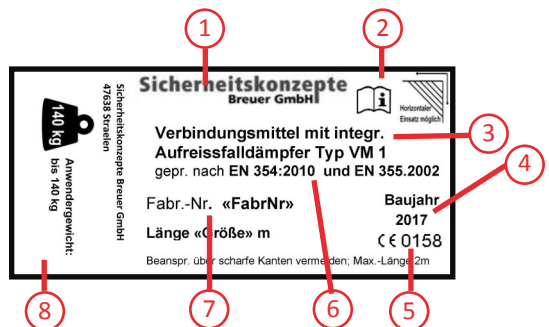 1
2
Sicherheitskonzepte
Breuer GmbH
i
Horizontaler
Einsatz möglich
3
Verbindungsmittel mit integr.
Aufreissfalldämpfer Typ VM 1
gepr. nach EN 354:2010 und EN 355.2002
4
Fabr.-Nr. «FabrNr»
Baujahr
2017
Länge «Größe» m
CE 0158
Beanspr. über scharfe Kanten vermeiden; Max.-Länge 2m
Sicherheitskonzepte Breuer GmbH
47638 Straelen
140 kg
Anwendergewicht:
bis 140 kg
8
7
6
5